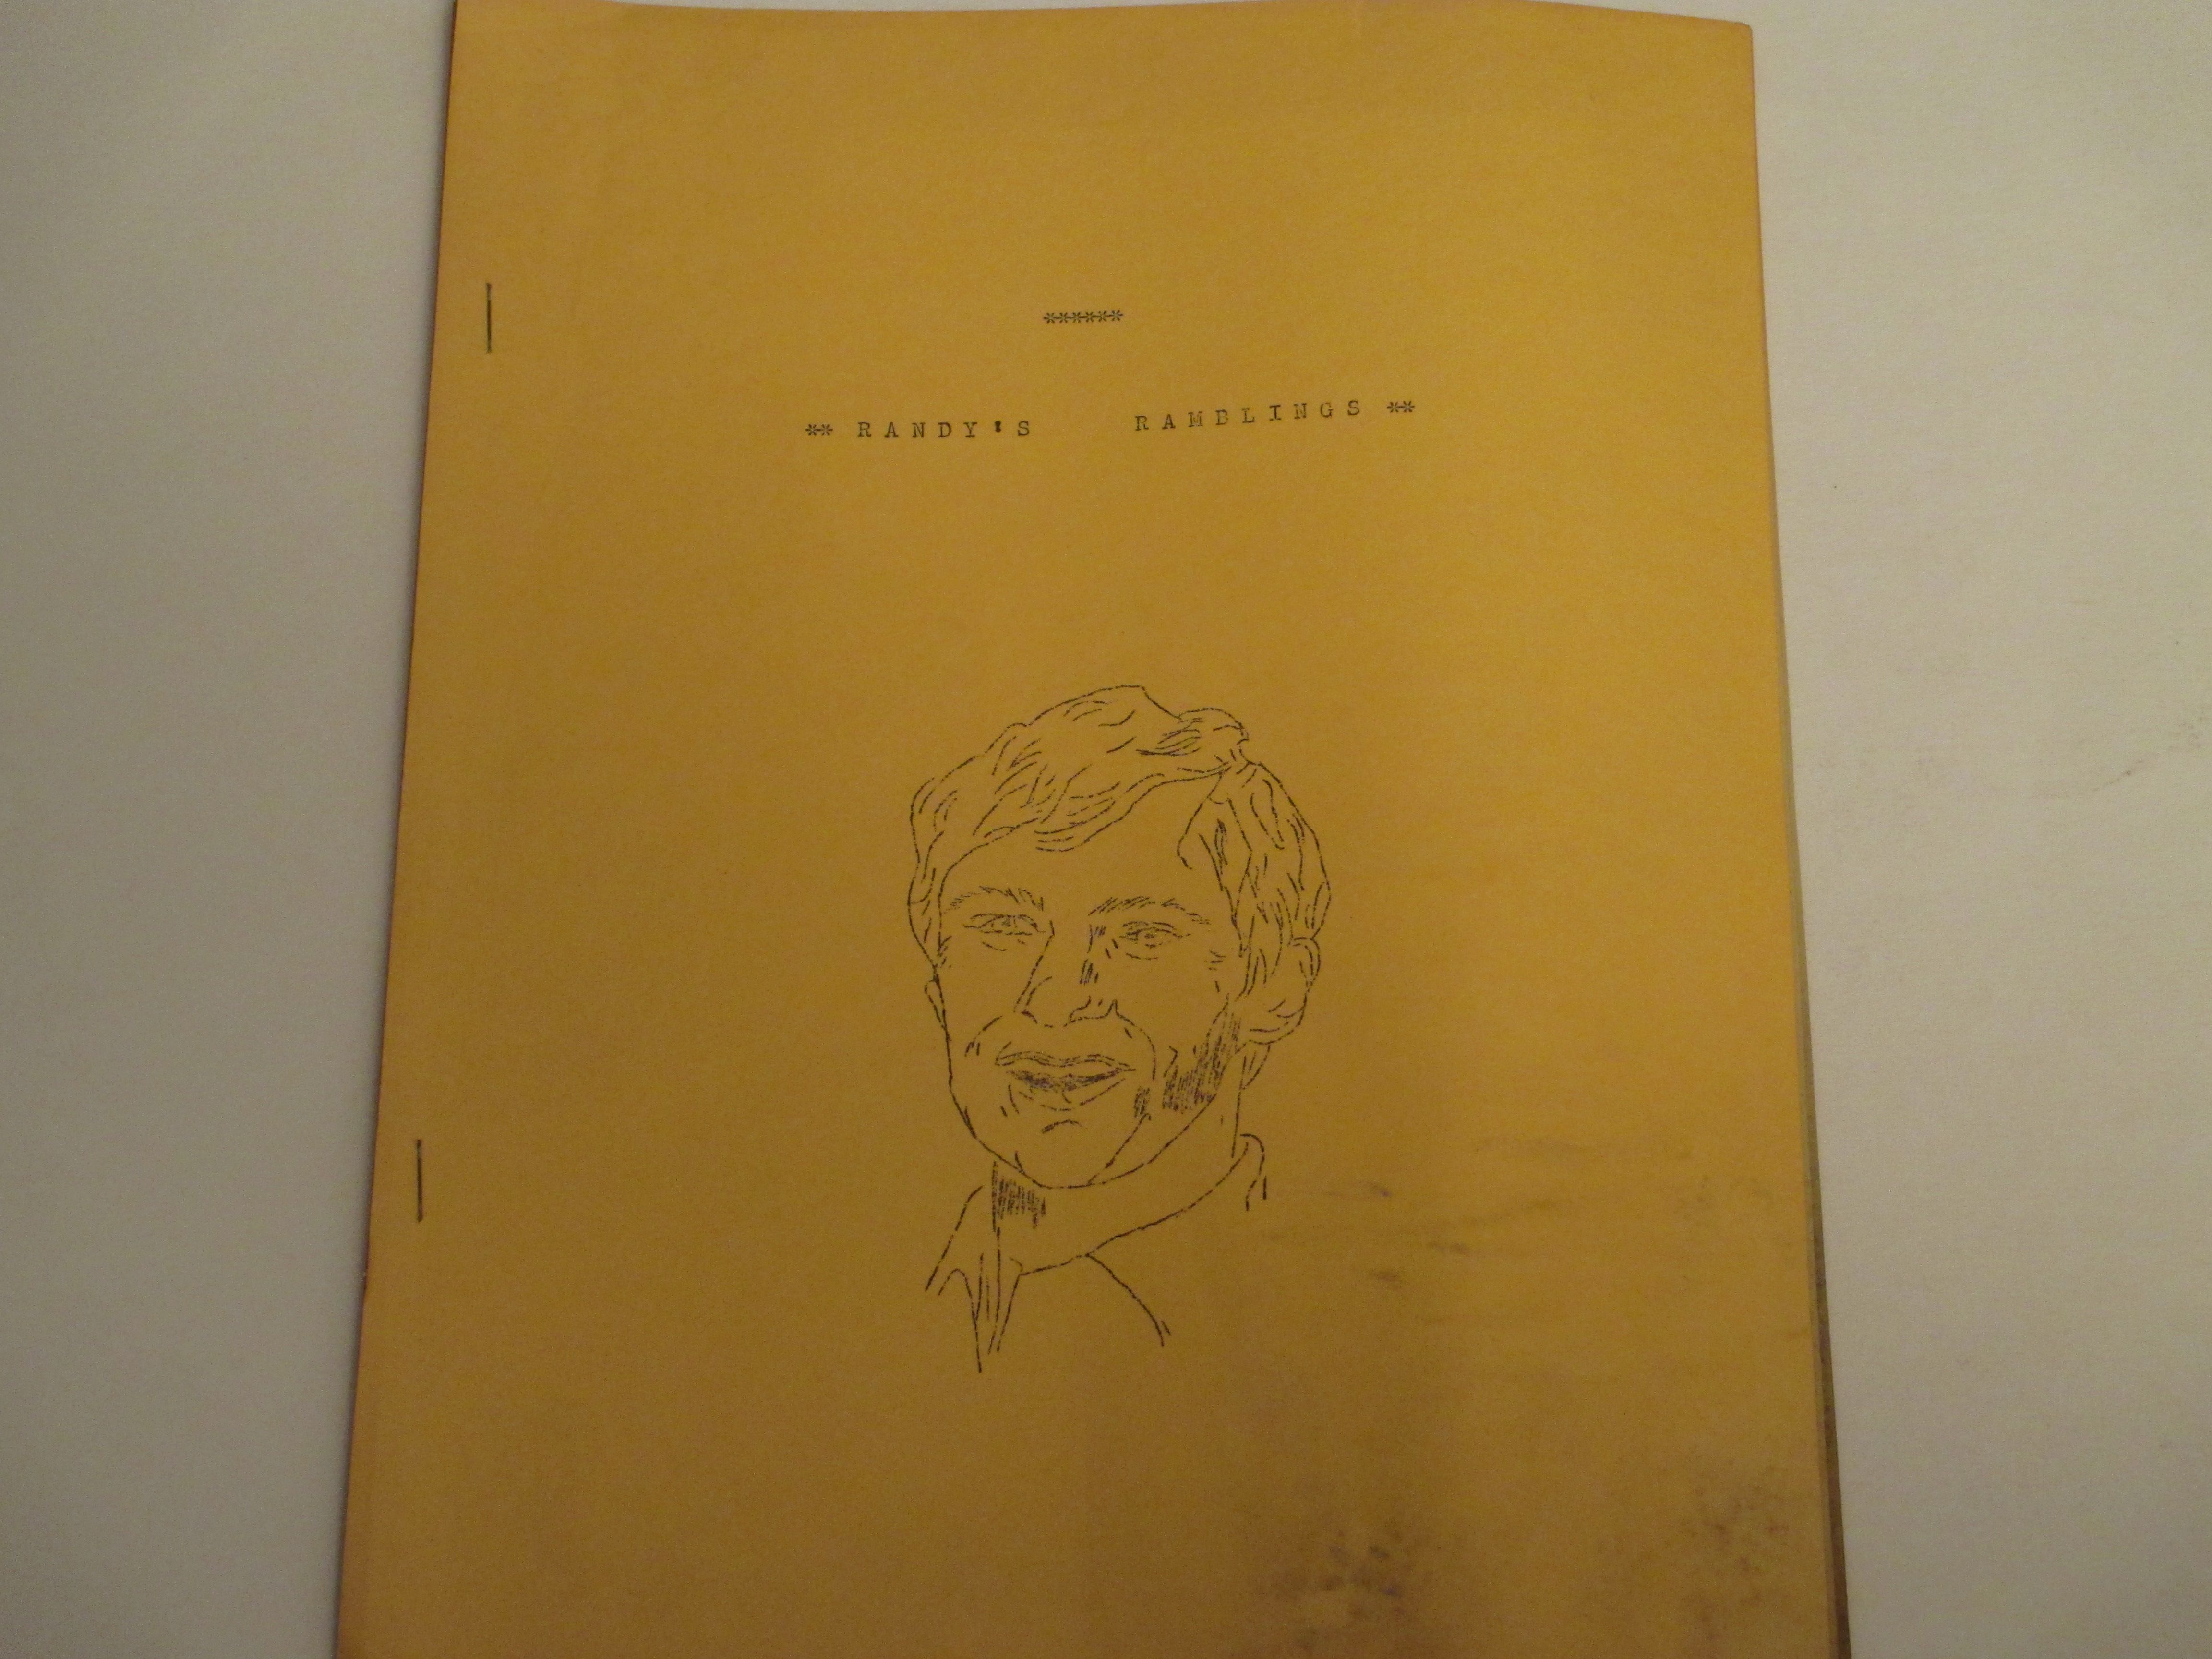 ******
** RANDY'S RAMBLINGS **